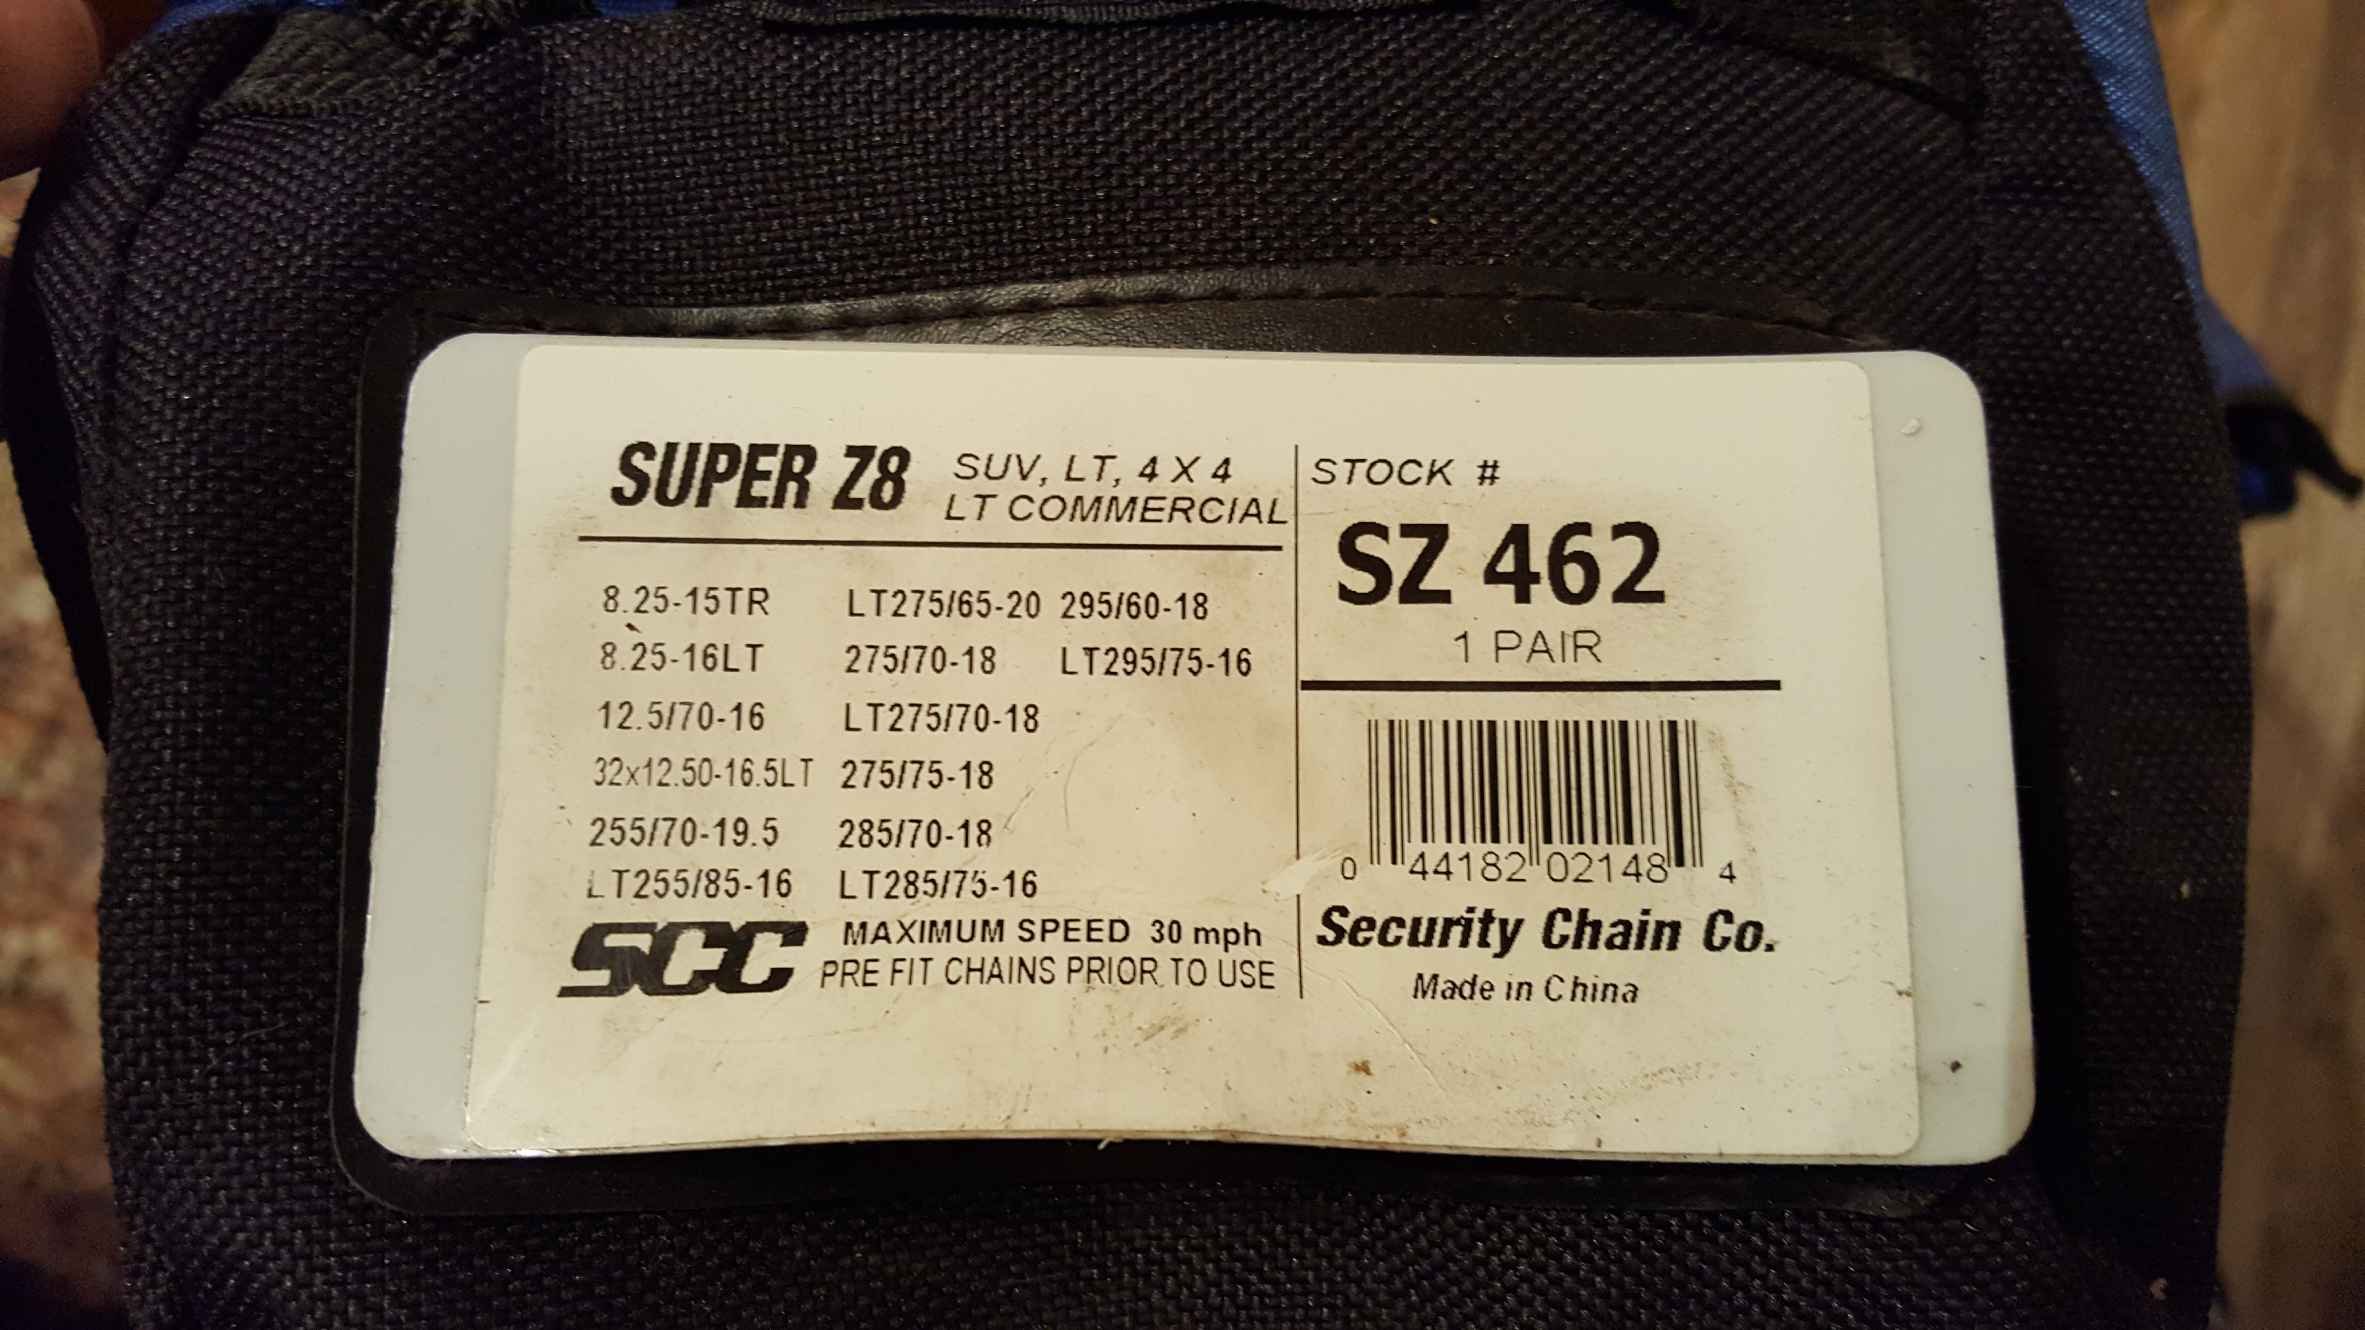 SUPER Z8 SUV, LT, 4 X 4
LT COMMERCIAL
8.25-15TR LT275/65-20 295/60-18
8.25-16LT 275/70-18 LT295/75-16
12.5/70-16 LT275/70-18
32x12.50-16.5LT 275/75-18
255/70-19.5 285/70-18
LT255/85-16 LT285/75-16
SCC MAXIMUM SPEED 30 mph
PRE FIT CHAINS PRIOR TO USE
STOCK #
SZ 462
1 PAIR
0 44182 02148 4
Security Chain Co.
Made in China